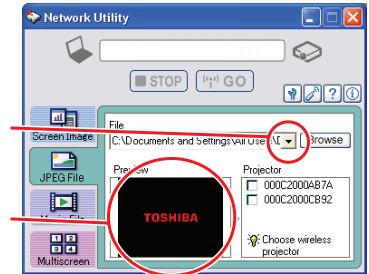 Network Utility
STOP
GO
?
Screen Image
JPEG File
Multiscreen
File
C:\Documents and Settings\All Users\D
Browse
Preview
TOSHIBA
Projector
000C2000AB7A
000C2000CB92
Choose wireless
projector